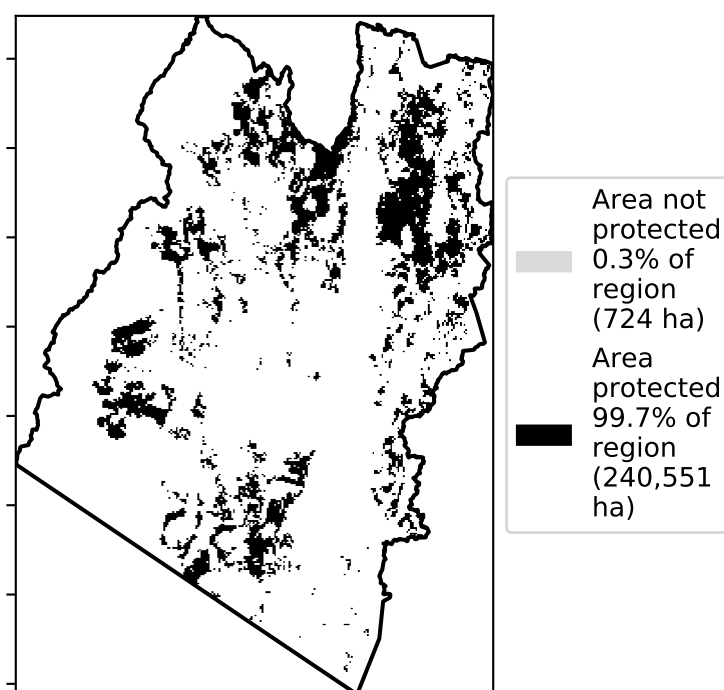 Area not
protected
0.3% of
region
(724 ha)
Area
protected
99.7% of
region
(240,551
ha)